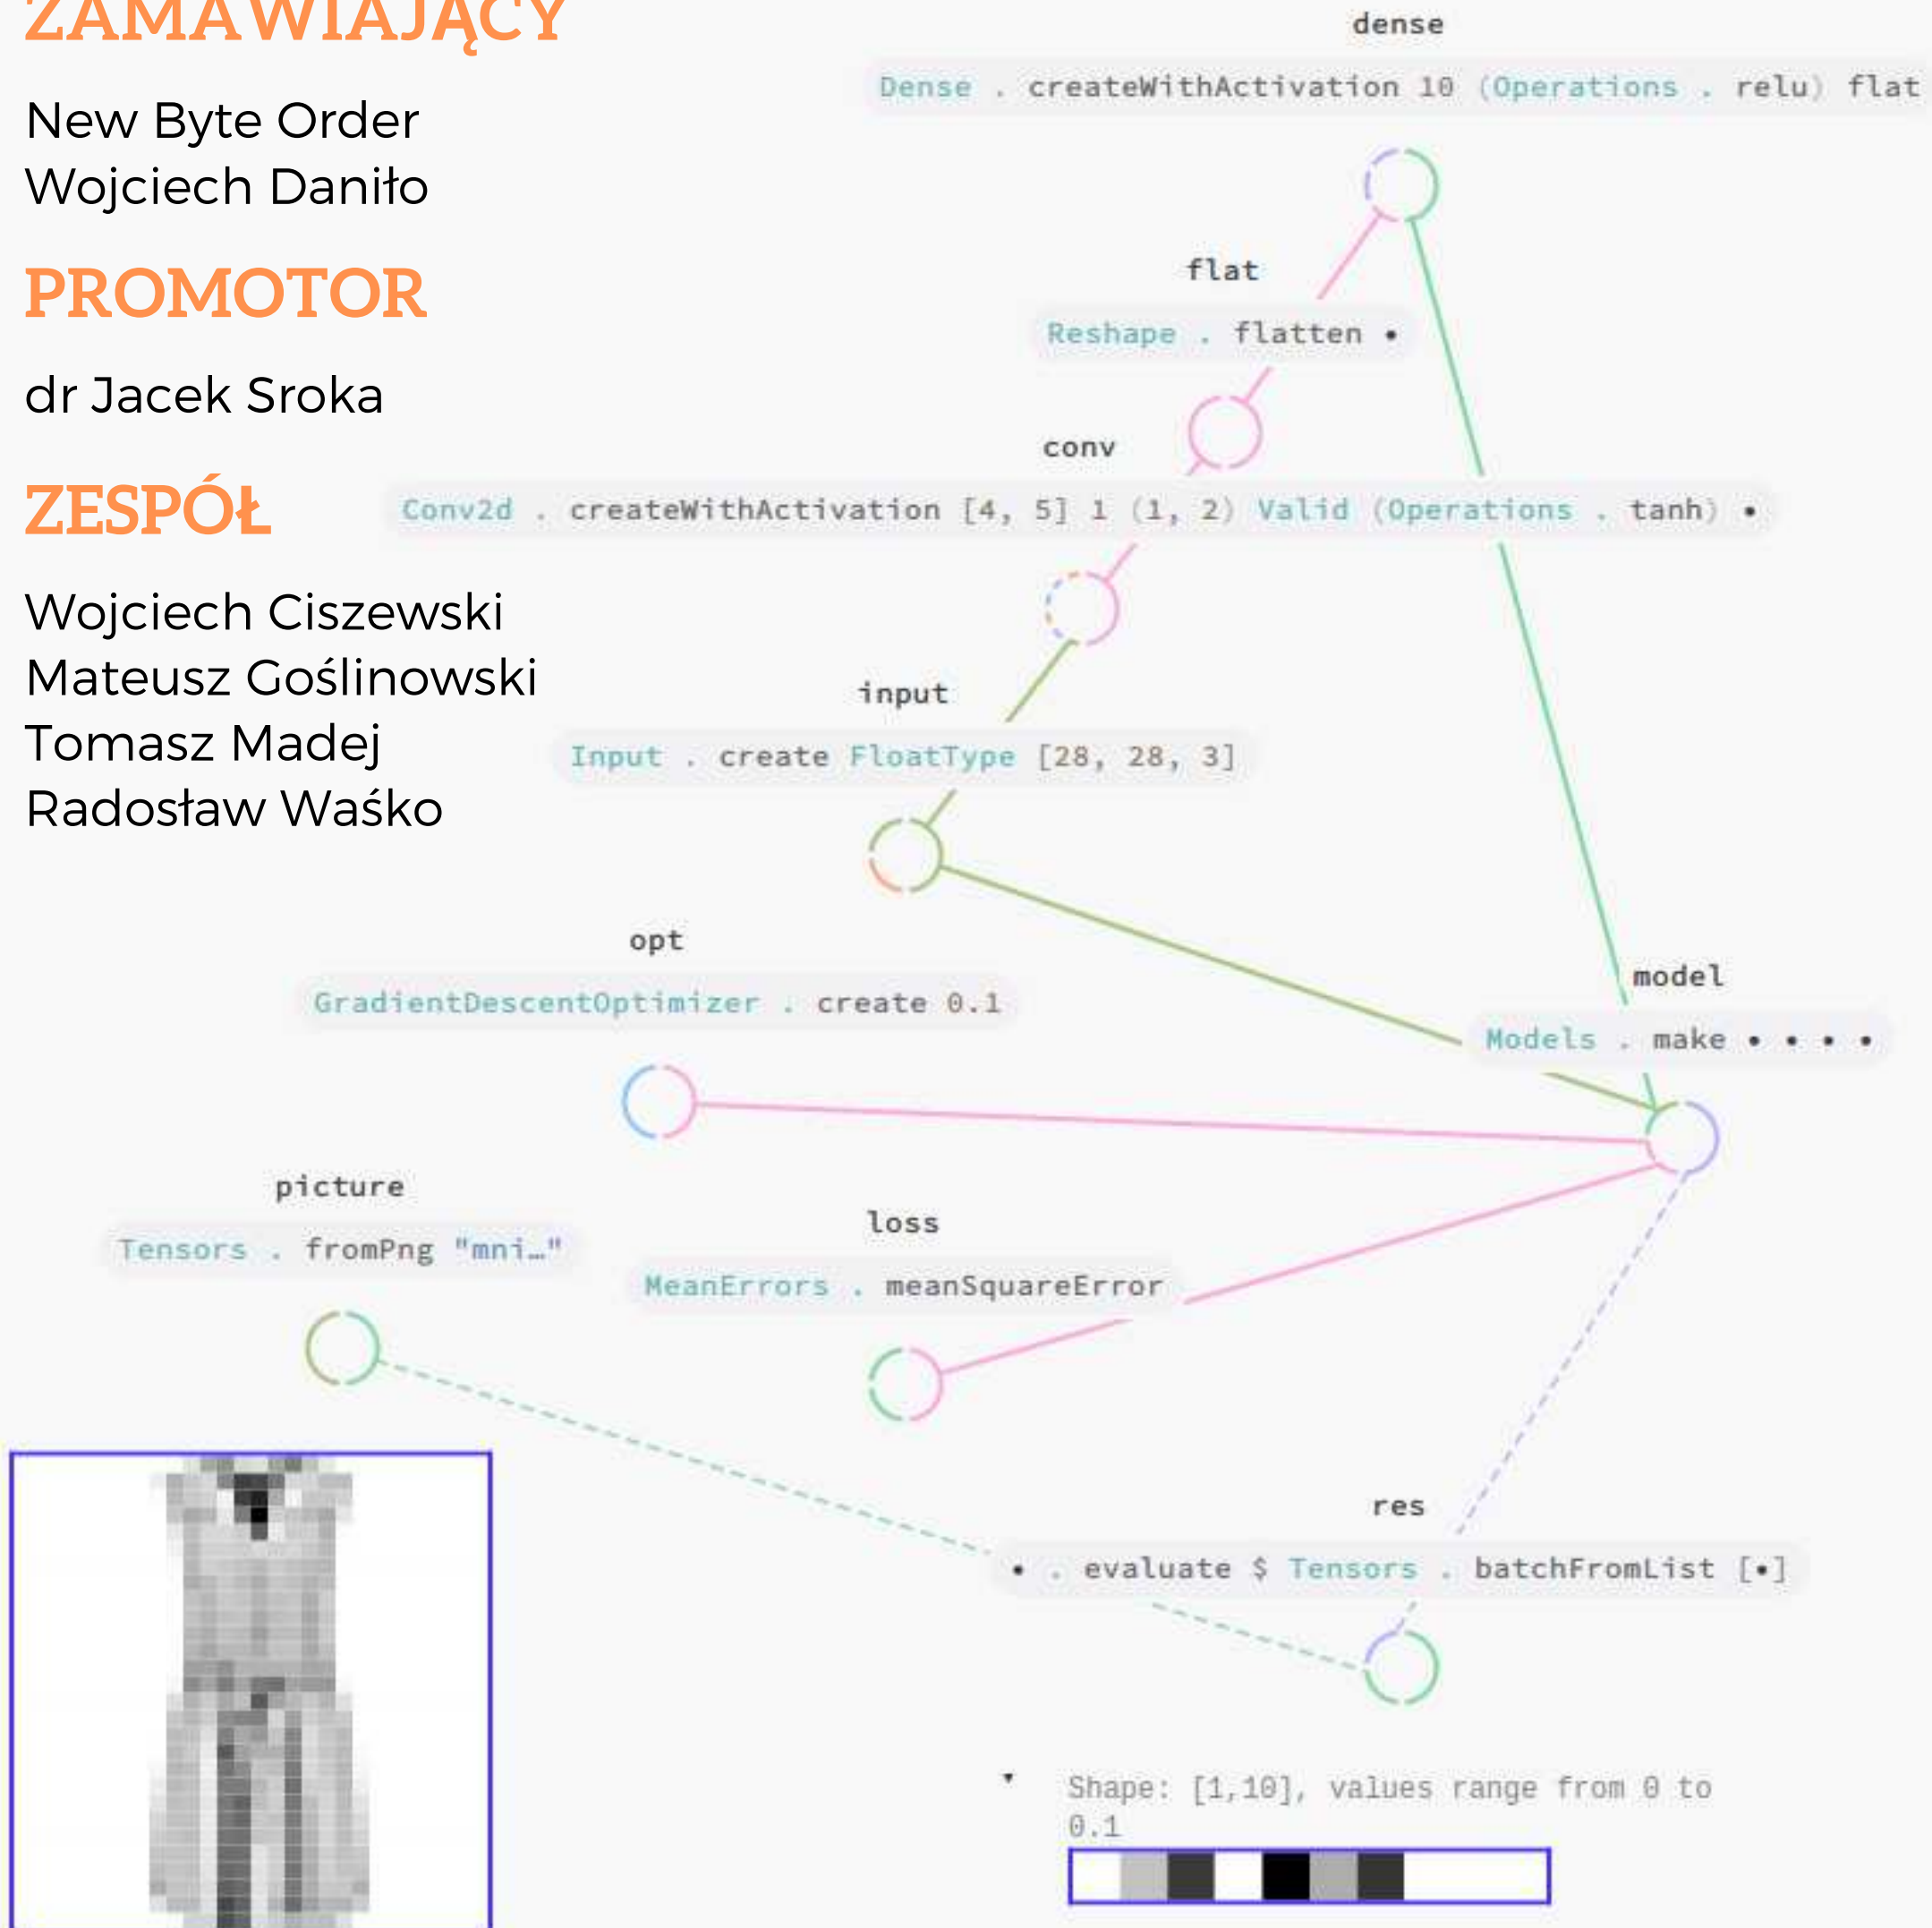 ZAMAWIAJĄCY
New Byte Order
Wojciech Daniło
PROMOTOR
dr Jacek Sroka
ZESPÓŁ
Wojciech Ciszewski
Mateusz Goślinowski
Tomasz Madej
Radosław Waśko
dense
Dense . createWithActivation 10 (Operations . relu) flat
flat
Reshape . flatten •
conv
Conv2d . createWithActivation [4, 5] 1 (1, 2) Valid (Operations . tanh) •
input
Input . create FloatType [28, 28, 3]
opt
GradientDescentOptimizer . create 0.1
model
Models . make • • • •
picture
Tensors . fromPng "mni…"
loss
MeanErrors . meanSquareError
res
• . evaluate $ Tensors . batchFromList [•]
Shape: [1,10], values range from 0 to
0.1